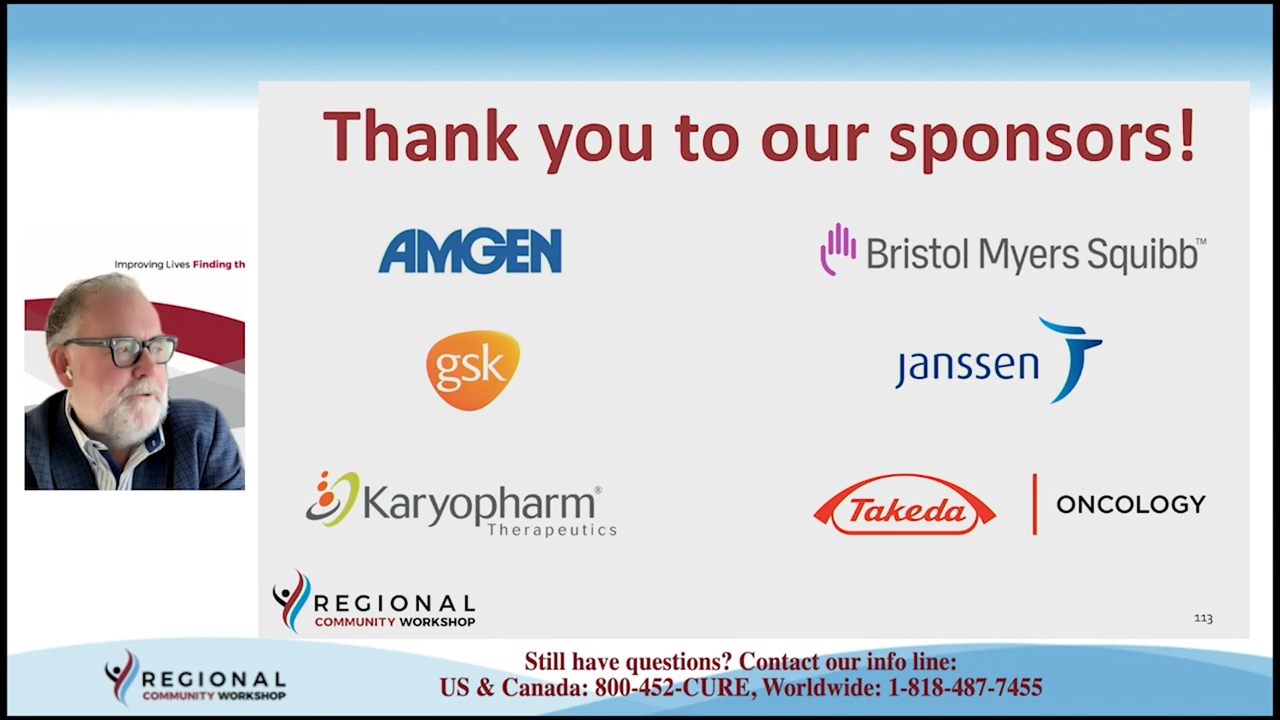 Thank you to our sponsors!
AMGEN
Bristol Myers Squibb™
gsk
janssen
Karyopharm®
Therapeutics
Takeda
ONCOLOGY
REGIONAL
COMMUNITY WORKSHOP
113
Improving Lives Finding th
REGIONAL
COMMUNITY WORKSHOP
Still have questions? Contact our info line:
US & Canada: 800-452-CURE, Worldwide: 1-818-487-7455